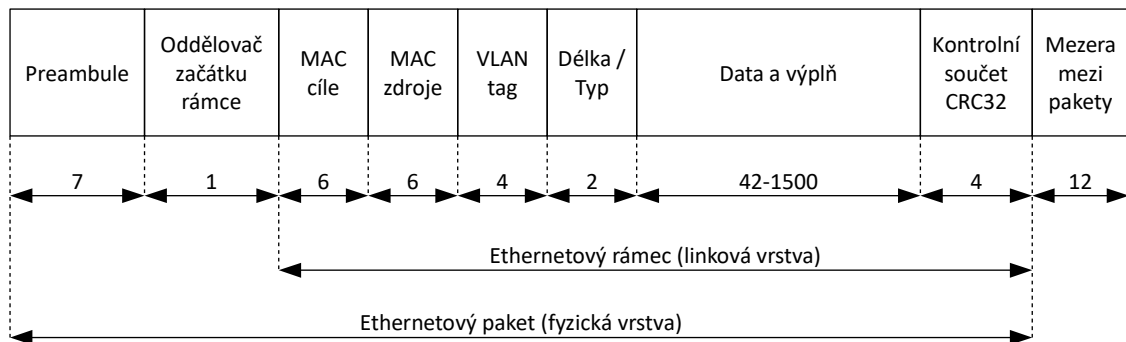 Preambule
Oddělovač
začátku
rámce
MAC
cíle
MAC
zdroje
VLAN
tag
Délka /
Typ
Data a výplň
Kontrolní
součet
CRC32
Mezera
mezi
pakety
7
1
6
6
4
2
42-1500
4
12
Ethernetový rámec (linková vrstva)
Ethernetový paket (fyzická vrstva)